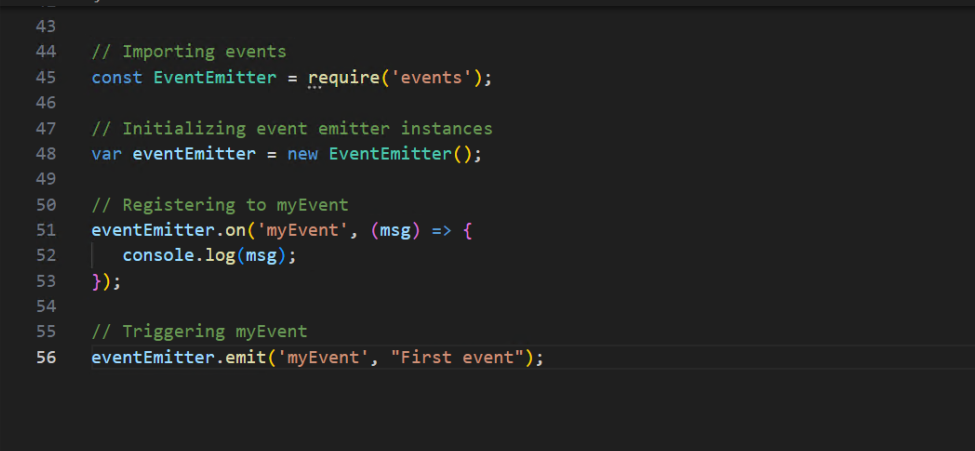 43
44 // Importing events
45 const EventEmitter = require('events');
46
47 // Initializing event emitter instances
48 var eventEmitter = new EventEmitter();
49
50 // Registering to myEvent
51 eventEmitter.on('myEvent', (msg) => {
52 console.log(msg);
53 });
54
55 // Triggering myEvent
56 eventEmitter.emit('myEvent', "First event");